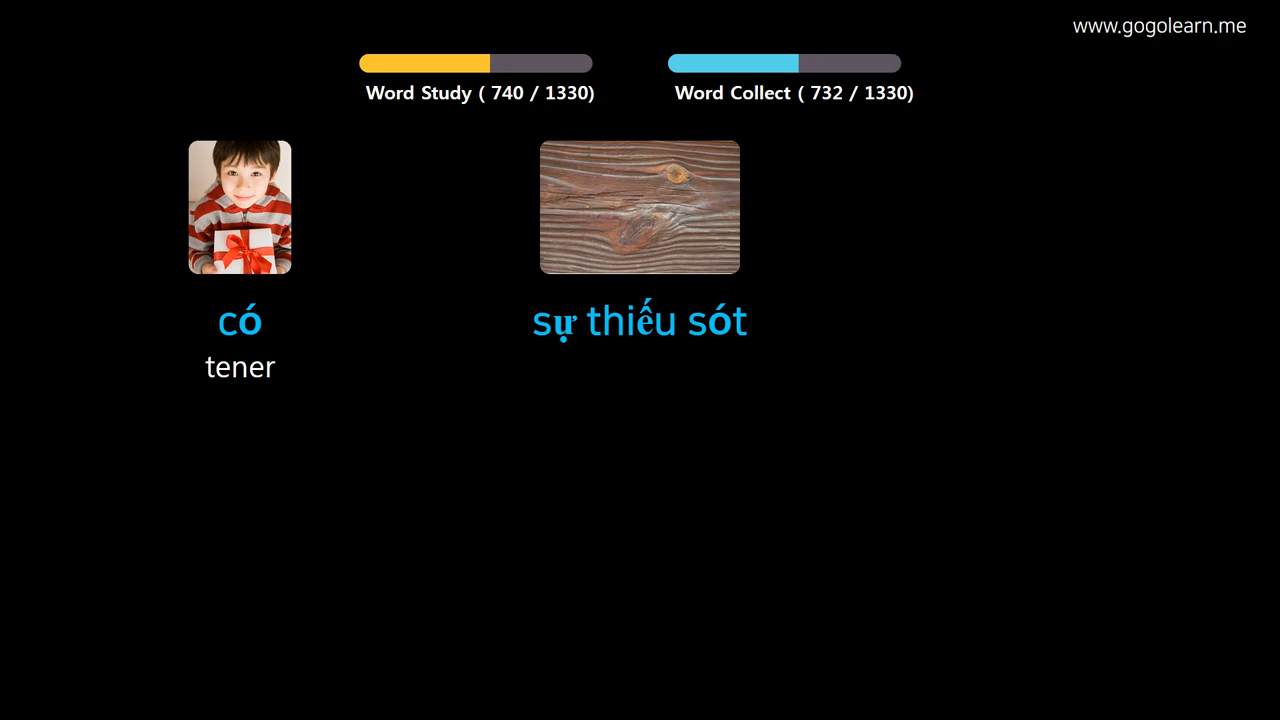 www.gogolearn.me
Word Study ( 740 / 1330)
Word Collect ( 732 / 1330)
có
tener
sự thiếu sót